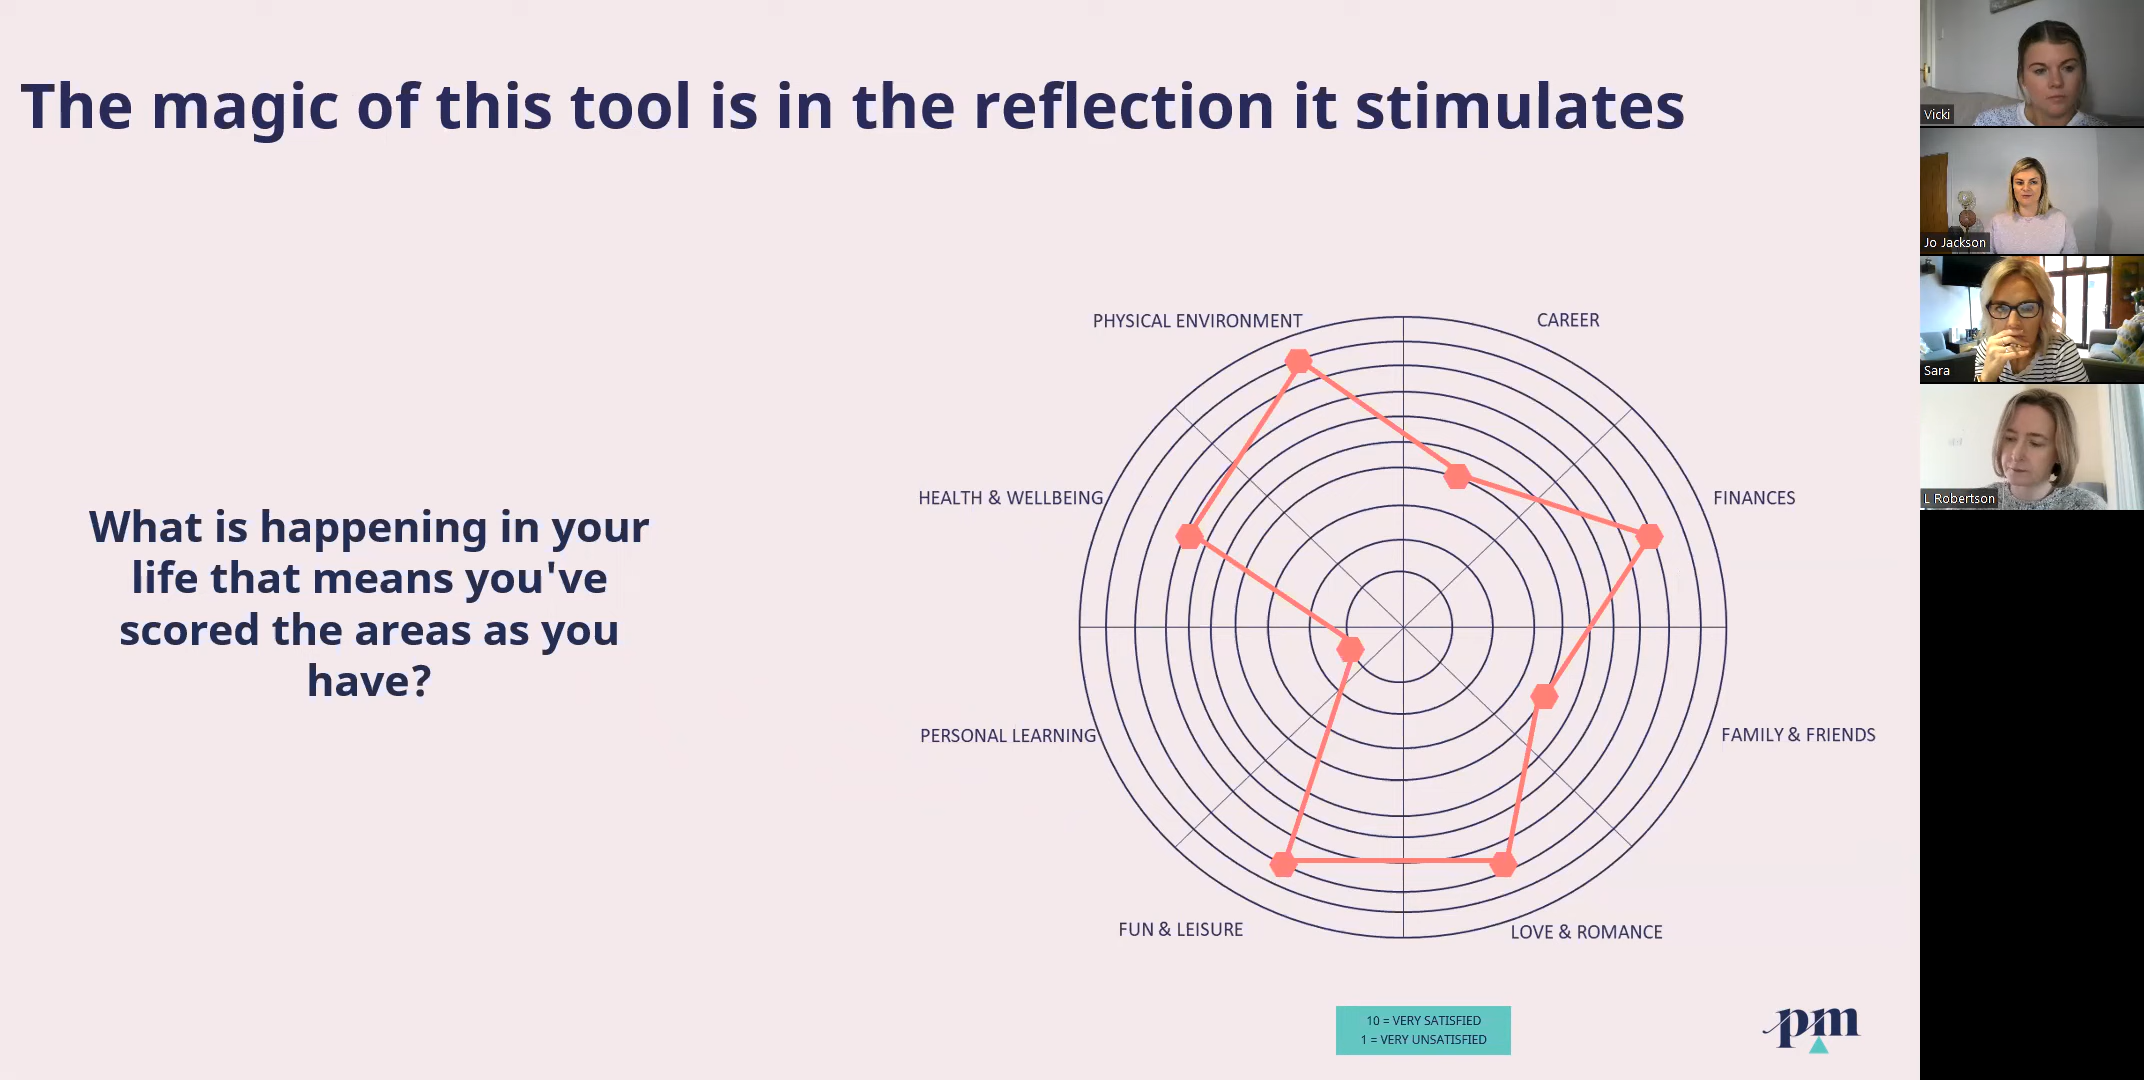 The magic of this tool is in the reflection it stimulates
What is happening in your
life that means you've
scored the areas as you
have?
PHYSICAL ENVIRONMENT
CAREER
HEALTH & WELLBEING
FINANCES
PERSONAL LEARNING
FAMILY & FRIENDS
FUN & LEISURE
LOVE & ROMANCE
10 = VERY SATISFIED
1 = VERY UNSATISFIED
pm
Vicki
Jo Jackson
Sara
L Robertson